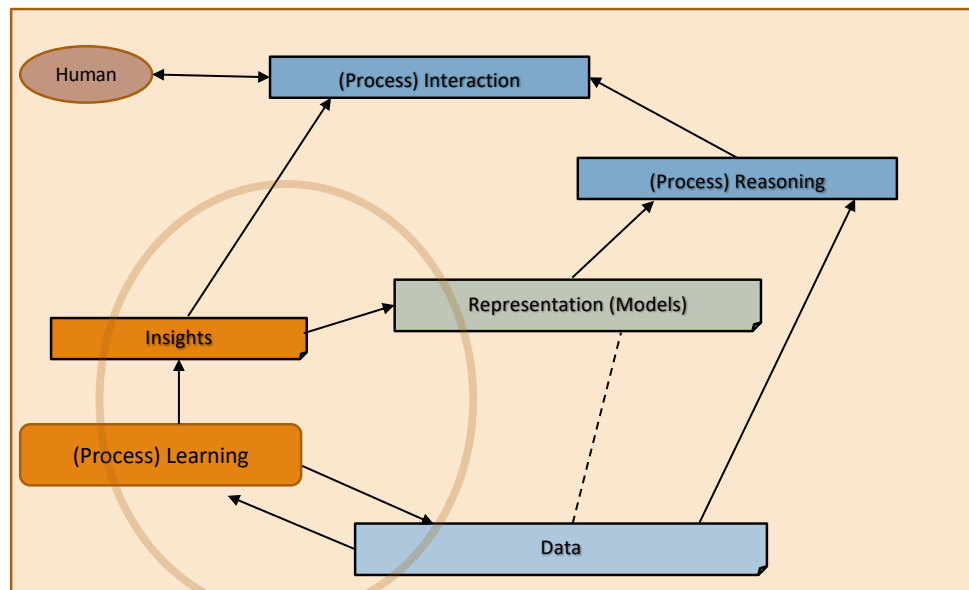 Human
(Process) Interaction
(Process) Reasoning
Representation (Models)
Insights
(Process) Learning
Data